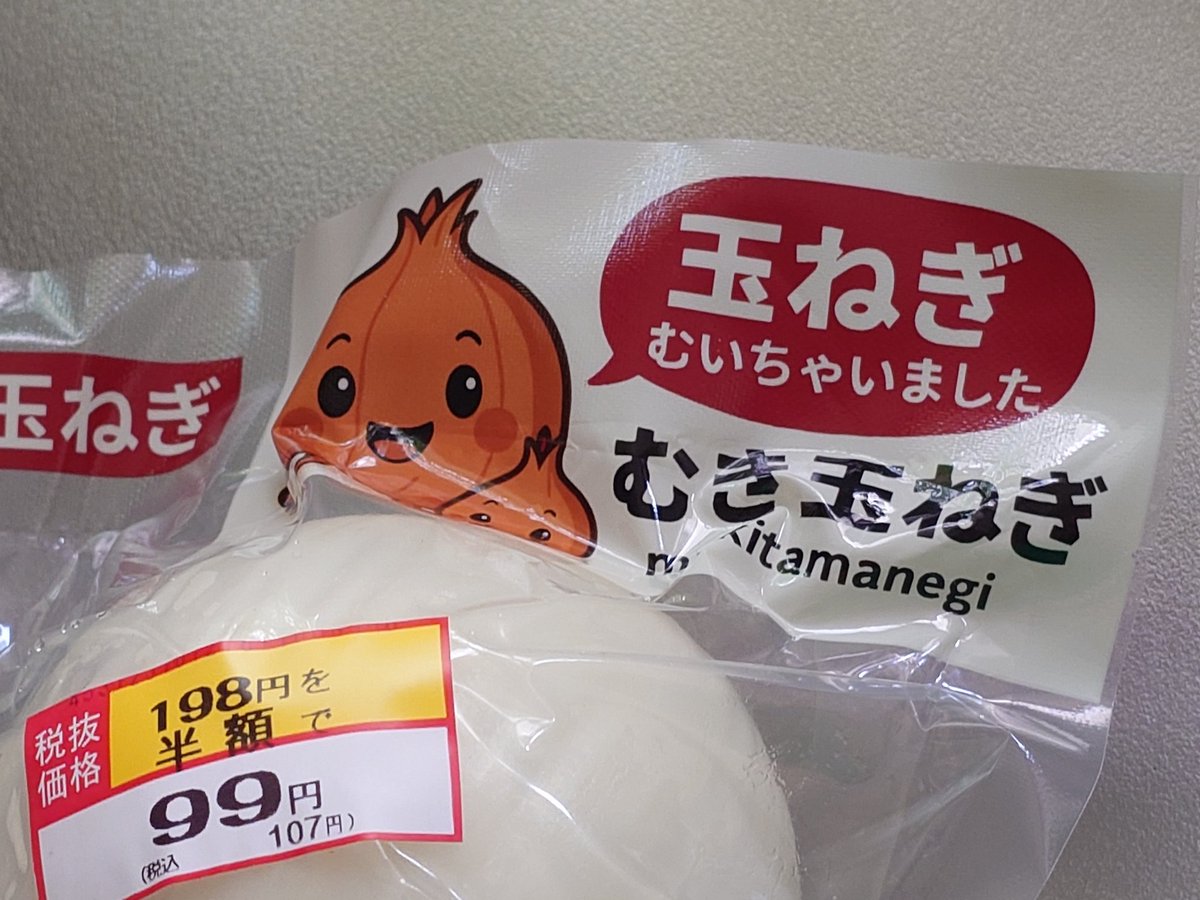 玉ねぎ
むいちゃいました
むき玉ねぎ
玉ねぎ
税抜
価格
198円を
半額で
99円
(税込
107円)